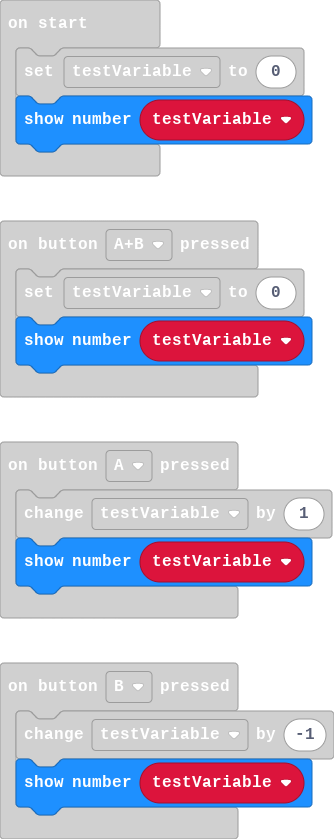 on start
set testVariable to 0
show number testVariable
on button A+B pressed
set testVariable to 0
show number testVariable
on button A pressed
change testVariable by 1
show number testVariable
on button B pressed
change testVariable by -1
show number testVariable